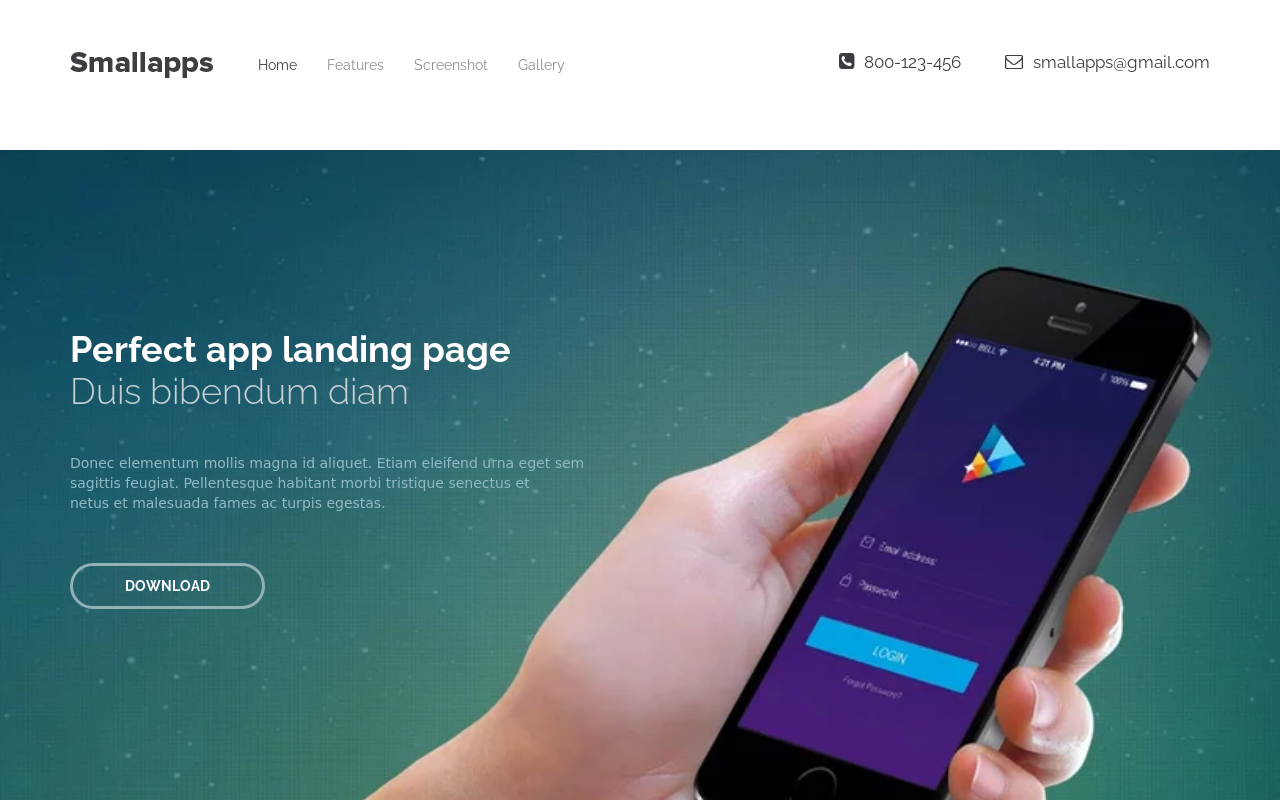 Smallapps
Home
Features
Screenshot
Gallery
800-123-456
smallapps@gmail.com
Perfect app landing page
Duis bibendum diam
Donec elementum mollis magna id aliquet. Etiam eleifend urna eget sem
sagittis feugiat. Pellentesque habitant morbi tristique senectus et
netus et malesuada fames ac turpis egestas.
DOWNLOAD
BELL
4:21 PM
100%
Email address:
Password:
LOGIN
Forgot Password?